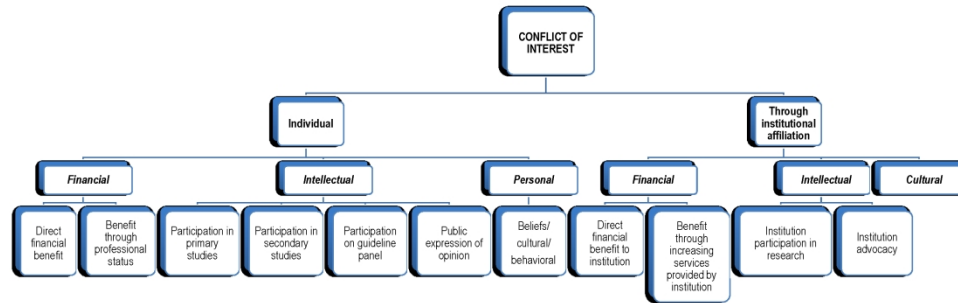 CONFLICT OF
INTEREST
Individual
Through
institutional
affiliation
Financial
Intellectual
Personal
Financial
Intellectual
Cultural
Direct
financial
benefit
Benefit
through
professional
status
Participation in
primary
studies
Participation in
secondary
studies
Participation
on guideline
panel
Public
expression of
opinion
Beliefs/
cultural/
behavioral
Direct
financial
benefit to
institution
Benefit
through
increasing
services
provided by
institution
Institution
participation in
research
Institution
advocacy